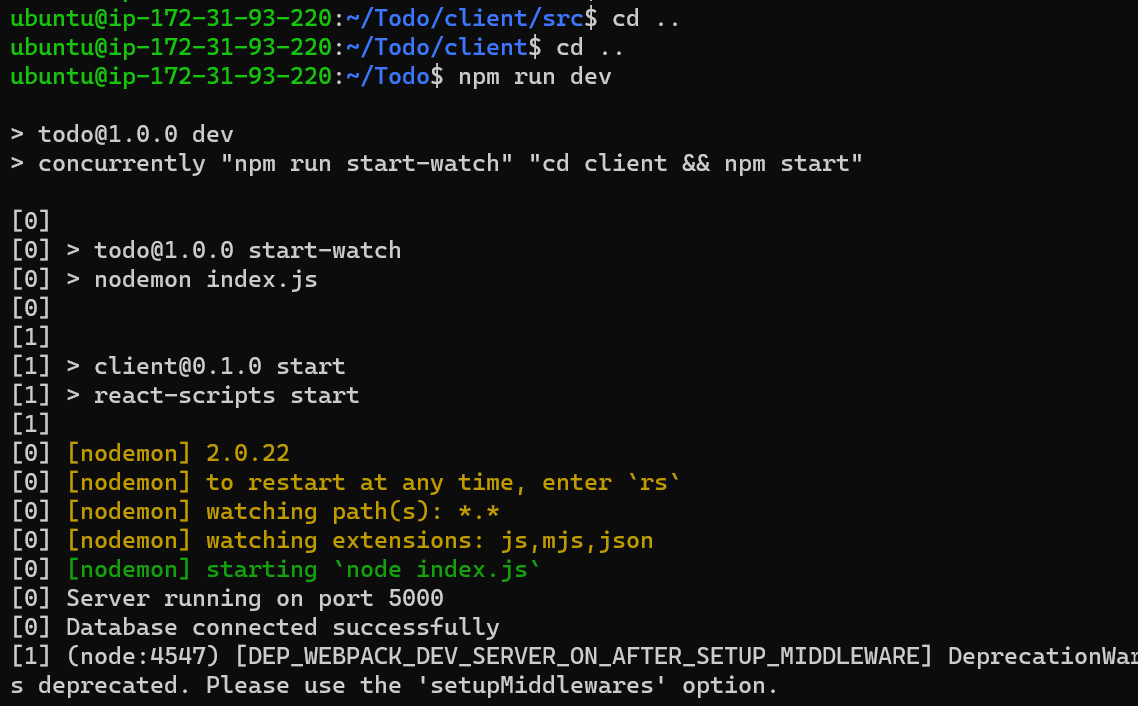 ubuntu@ip-172-31-93-220:~/Todo/client/src$ cd ..
ubuntu@ip-172-31-93-220:~/Todo/client$ cd ..
ubuntu@ip-172-31-93-220:~/Todo$ npm run dev
> todo@1.0.0 dev
> concurrently "npm run start-watch" "cd client && npm start"
[0]
[0] > todo@1.0.0 start-watch
[0] > nodemon index.js
[0]
[1]
[1] > client@0.1.0 start
[1] > react-scripts start
[1]
[0] [nodemon] 2.0.22
[0] [nodemon] to restart at any time, enter `rs`
[0] [nodemon] watching path(s): *.*
[0] [nodemon] watching extensions: js,mjs,json
[0] [nodemon] starting `node index.js`
[0] Server running on port 5000
[0] Database connected successfully
[1] (node:4547) [DEP_WEBPACK_DEV_SERVER_ON_AFTER_SETUP_MIDDLEWARE] DeprecationWar
s deprecated. Please use the 'setupMiddlewares' option.